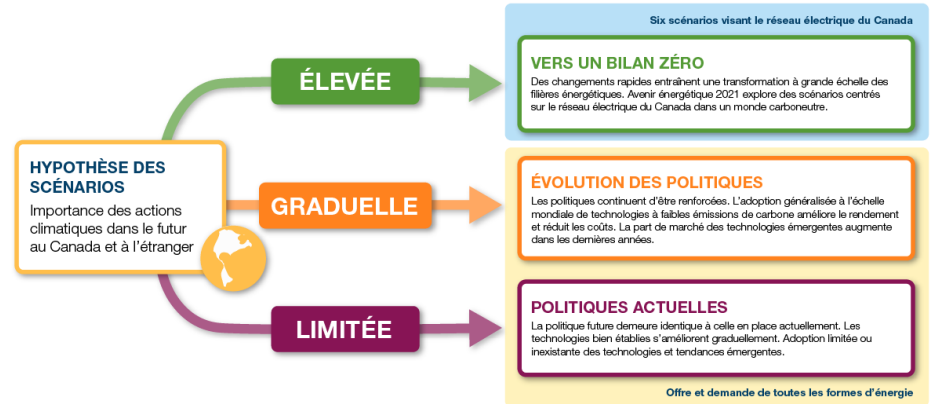 Six scénarios visant le réseau électrique du Canada
ÉLEVÉE
VERS UN BILAN ZÉRO
Des changements rapides entraînent une transformation à grande échelle des
filières énergétiques. Avenir énergétique 2021 explore des scénarios centrés
sur le réseau électrique du Canada dans un monde carboneutre.
HYPOTHÈSE DES
SCÉNARIOS
Importance des actions
climatiques dans le futur
au Canada et à l’étranger
GRADUELLE
ÉVOLUTION DES POLITIQUES
Les politiques continuent d’être renforcées. L’adoption généralisée à l’échelle
mondiale de technologies à faibles émissions de carbone améliore le rendement
et réduit les coûts. La part de marché des technologies émergentes augmente
dans les dernières années.
LIMITÉE
POLITIQUES ACTUELLES
La politique future demeure identique à celle en place actuellement. Les
technologies bien établies s’améliorent graduellement. Adoption limitée ou
inexistante des technologies et tendances émergentes.
Offre et demande de toutes les formes d’énergie